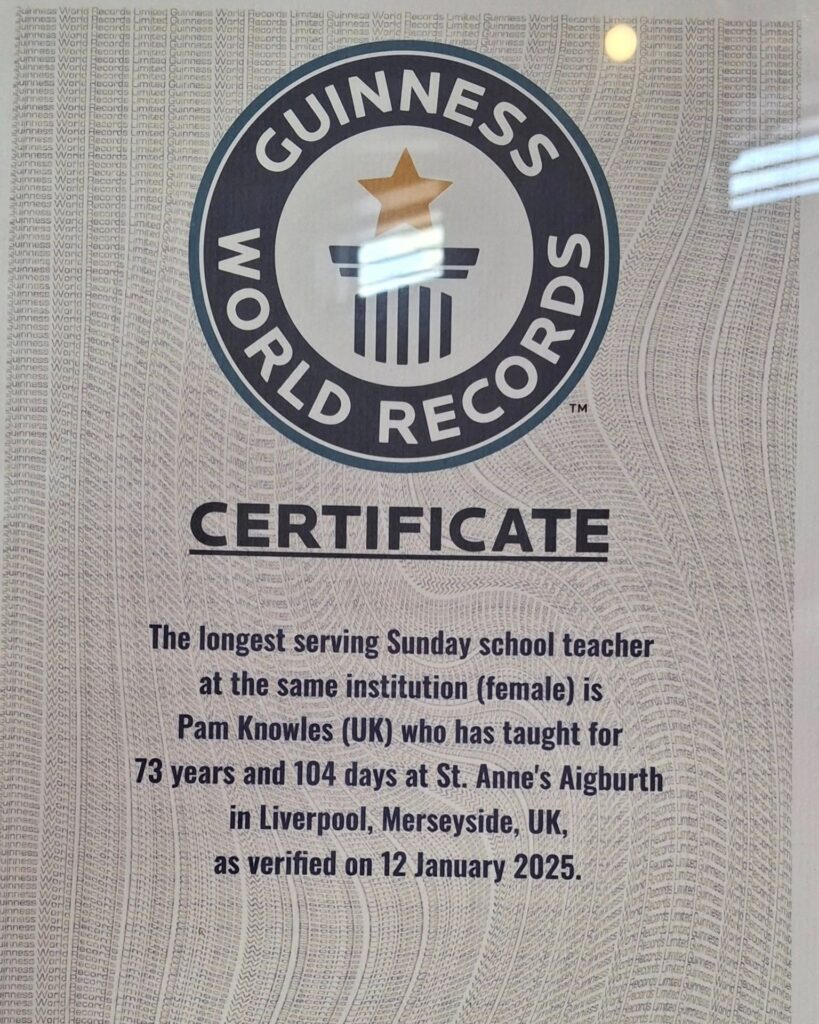 GUINNESS
WORLD RECORDS
™
CERTIFICATE
The longest serving Sunday school teacher
at the same institution (female) is
Pam Knowles (UK) who has taught for
73 years and 104 days at St. Anne's Aigburth
in Liverpool, Merseyside, UK,
as verified on 12 January 2025.